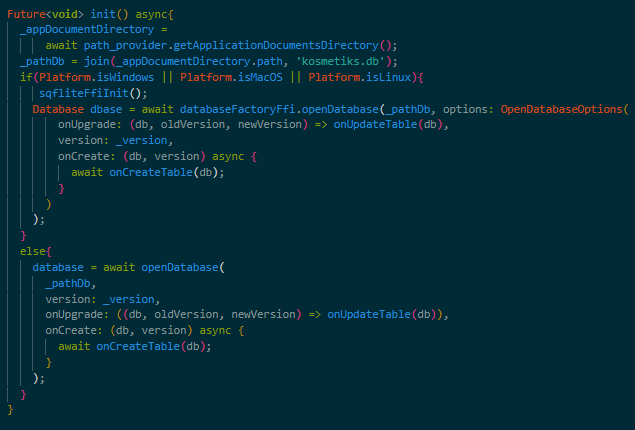 Future<void> init() async{
_appDocumentDirectory =
await path_provider.getApplicationDocumentsDirectory();
_pathDb = join(_appDocumentDirectory.path, 'kosmetiks.db');
if(Platform.isWindows || Platform.isMacOS || Platform.isLinux){
sqfliteFfiInit();
Database dbase = await databaseFactoryFfi.openDatabase(_pathDb, options: OpenDatabaseOptions(
onUpgrade: (db, oldVersion, newVersion) => onUpdateTable(db),
version: _version,
onCreate: (db, version) async {
await onCreateTable(db);
}
)
);
}
else{
database = await openDatabase(
_pathDb,
version: _version,
onUpgrade: ((db, oldVersion, newVersion) => onUpdateTable(db)),
onCreate: (db, version) async {
await onCreateTable(db);
}
);
}
}